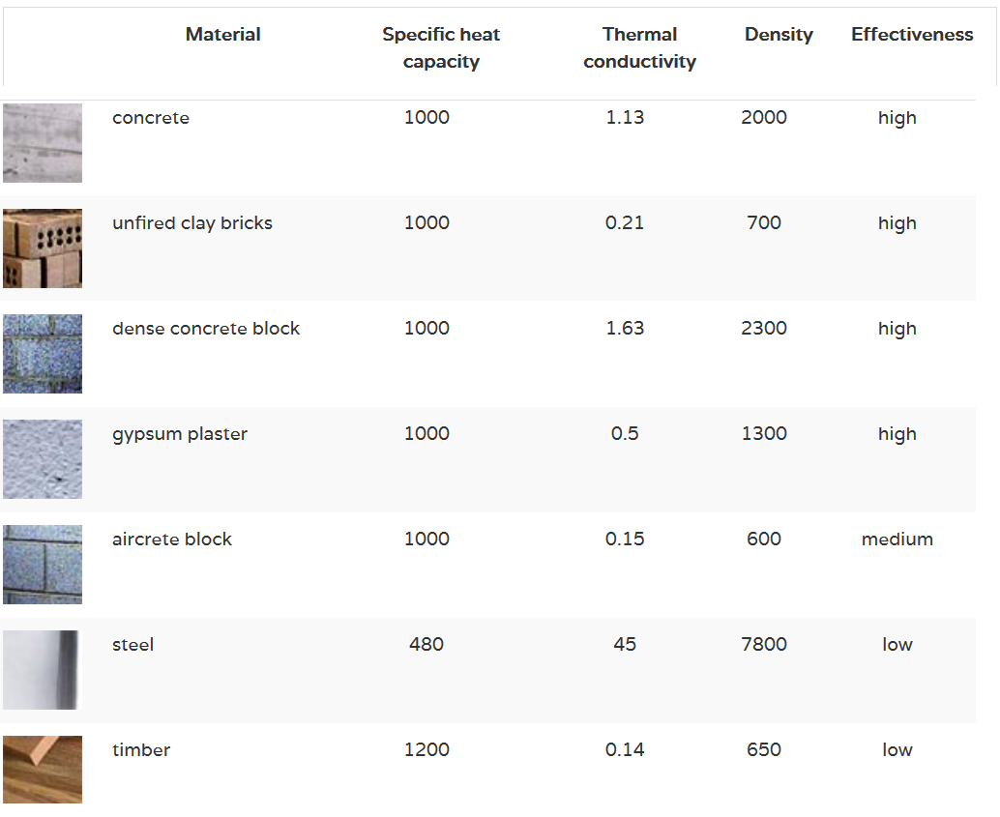 Material Specific heat capacity Thermal conductivity Density Effectiveness
concrete 1000 1.13 2000 high
unfired clay bricks 1000 0.21 700 high
dense concrete block 1000 1.63 2300 high
gypsum plaster 1000 0.5 1300 high
aircrete block 1000 0.15 600 medium
steel 480 45 7800 low
timber 1200 0.14 650 low